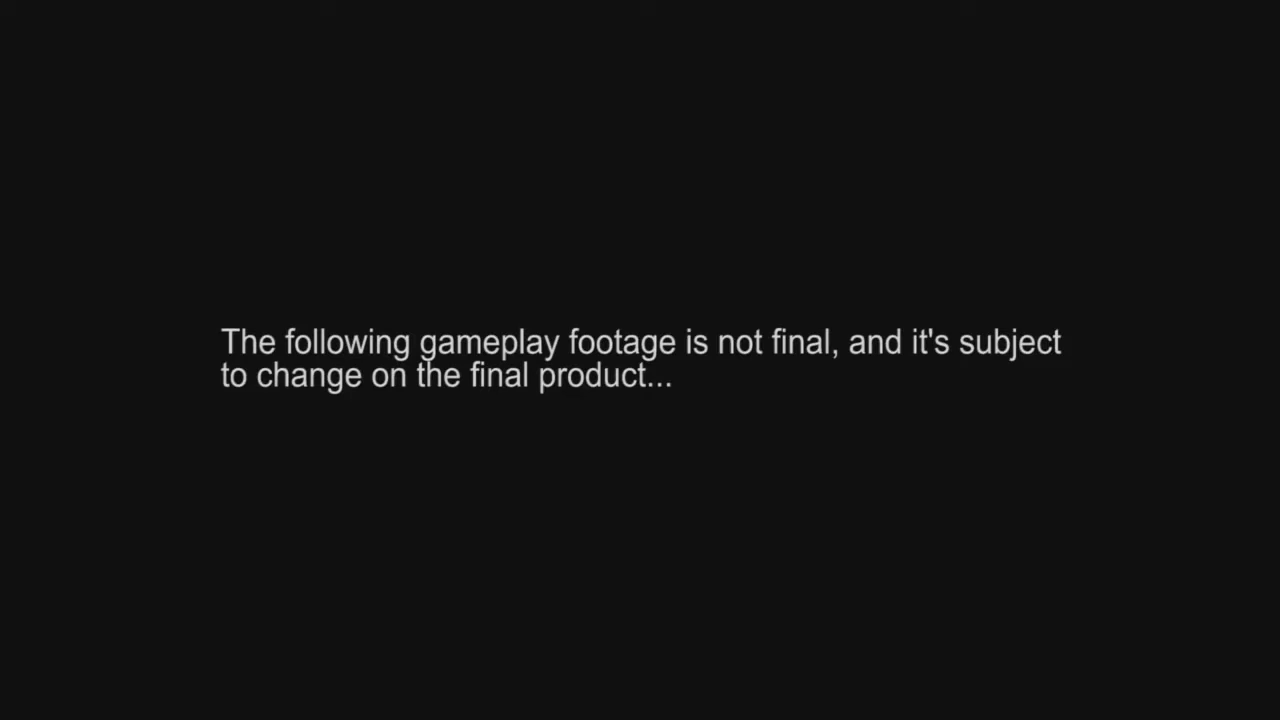 The following gameplay footage is not final, and it's subject
to change on the final product...